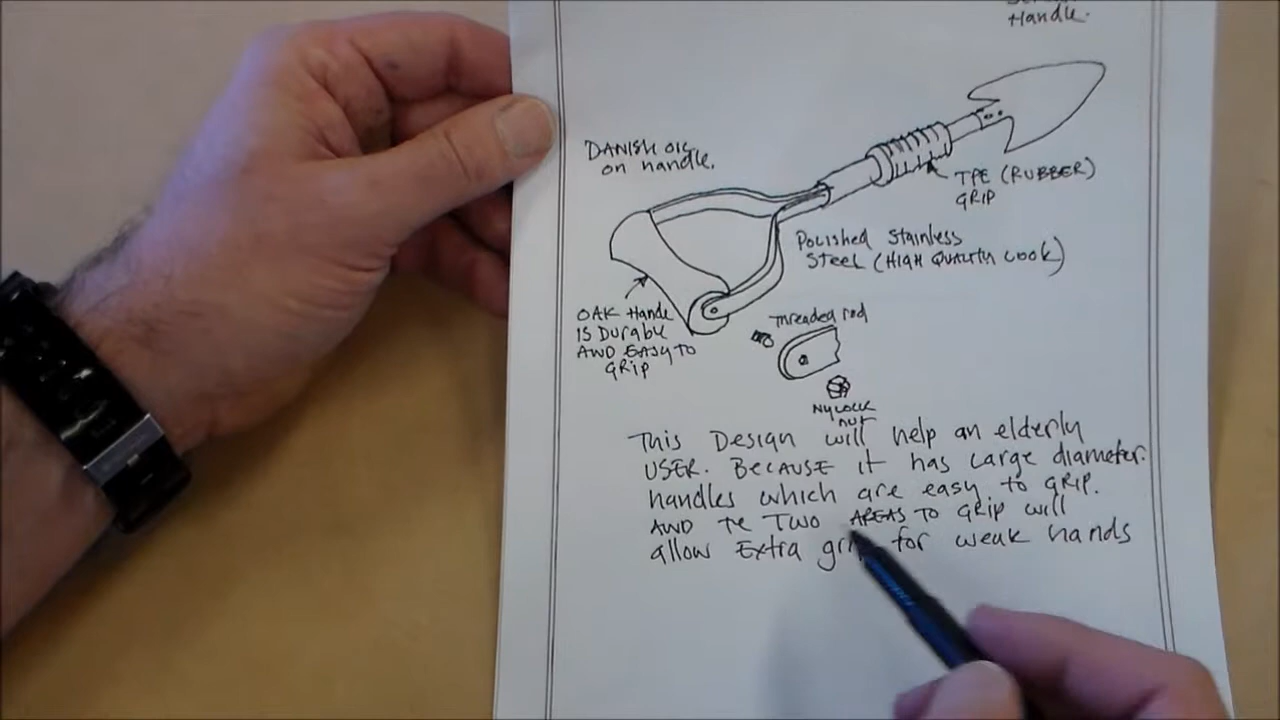 Handle.
DANISH OIL
on handle.
TPE (RUBBER)
GRIP
Polished Stainless
Steel (HIGH QUALITY LOOK)
OAK Handle
IS Durable
AND EASY TO
GRIP
Threaded rod
Nylock
nut
This Design will help an elderly
USER. BECAUSE it has large diameter
handles which are easy to GRIP.
AND te TWO AREAS TO GRIP will
allow Extra grip for weak hands